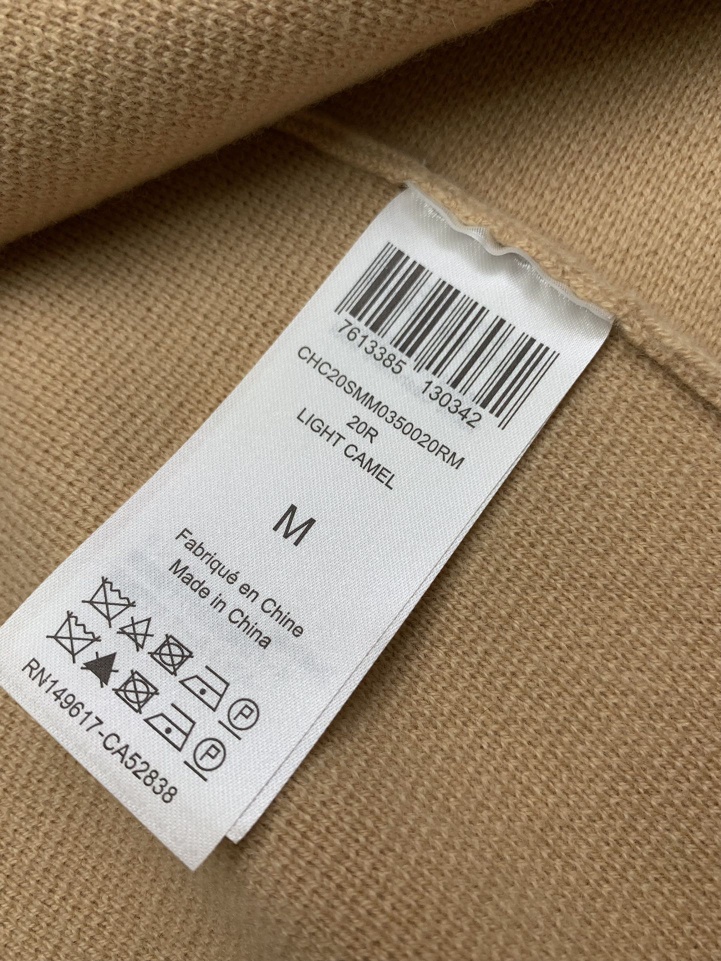 7613385 130342
CHC20SMM0350020RM
20R
LIGHT CAMEL
M
Fabriqué en Chine
Made in China
P
P
RN149617-CA52838